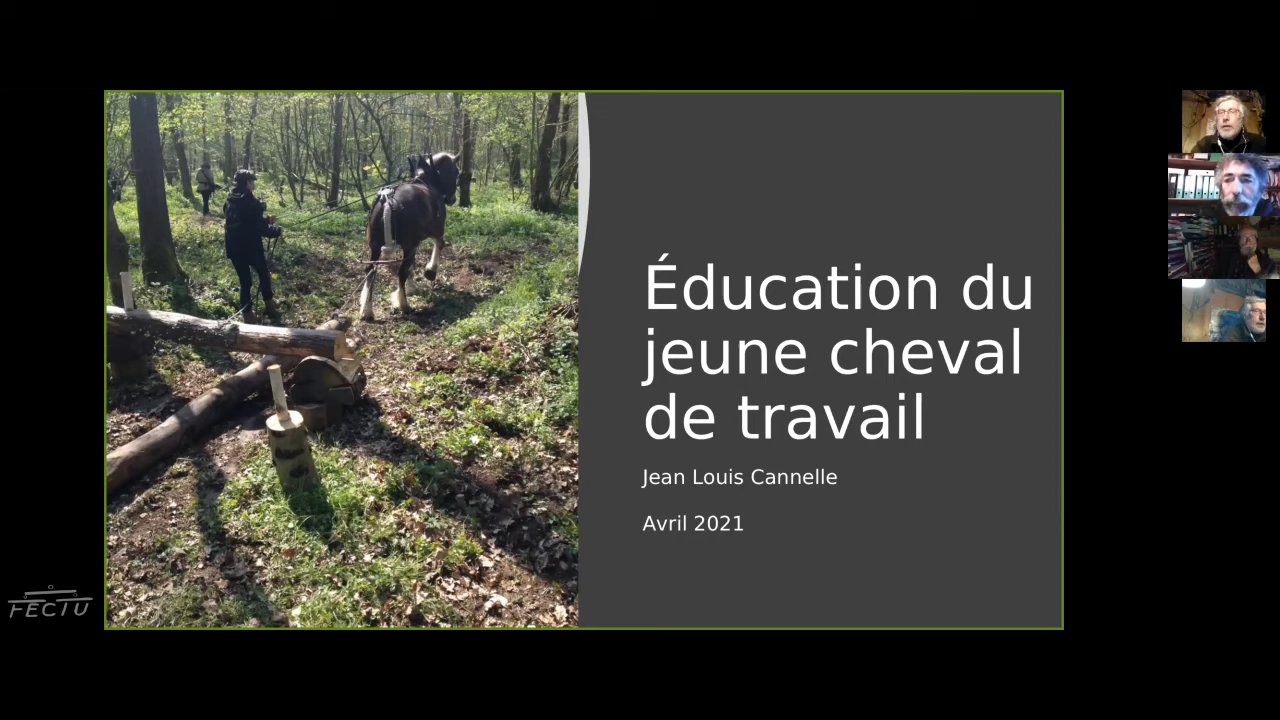 Éducation du
jeune cheval
de travail
Jean Louis Cannelle
Avril 2021
FECTU